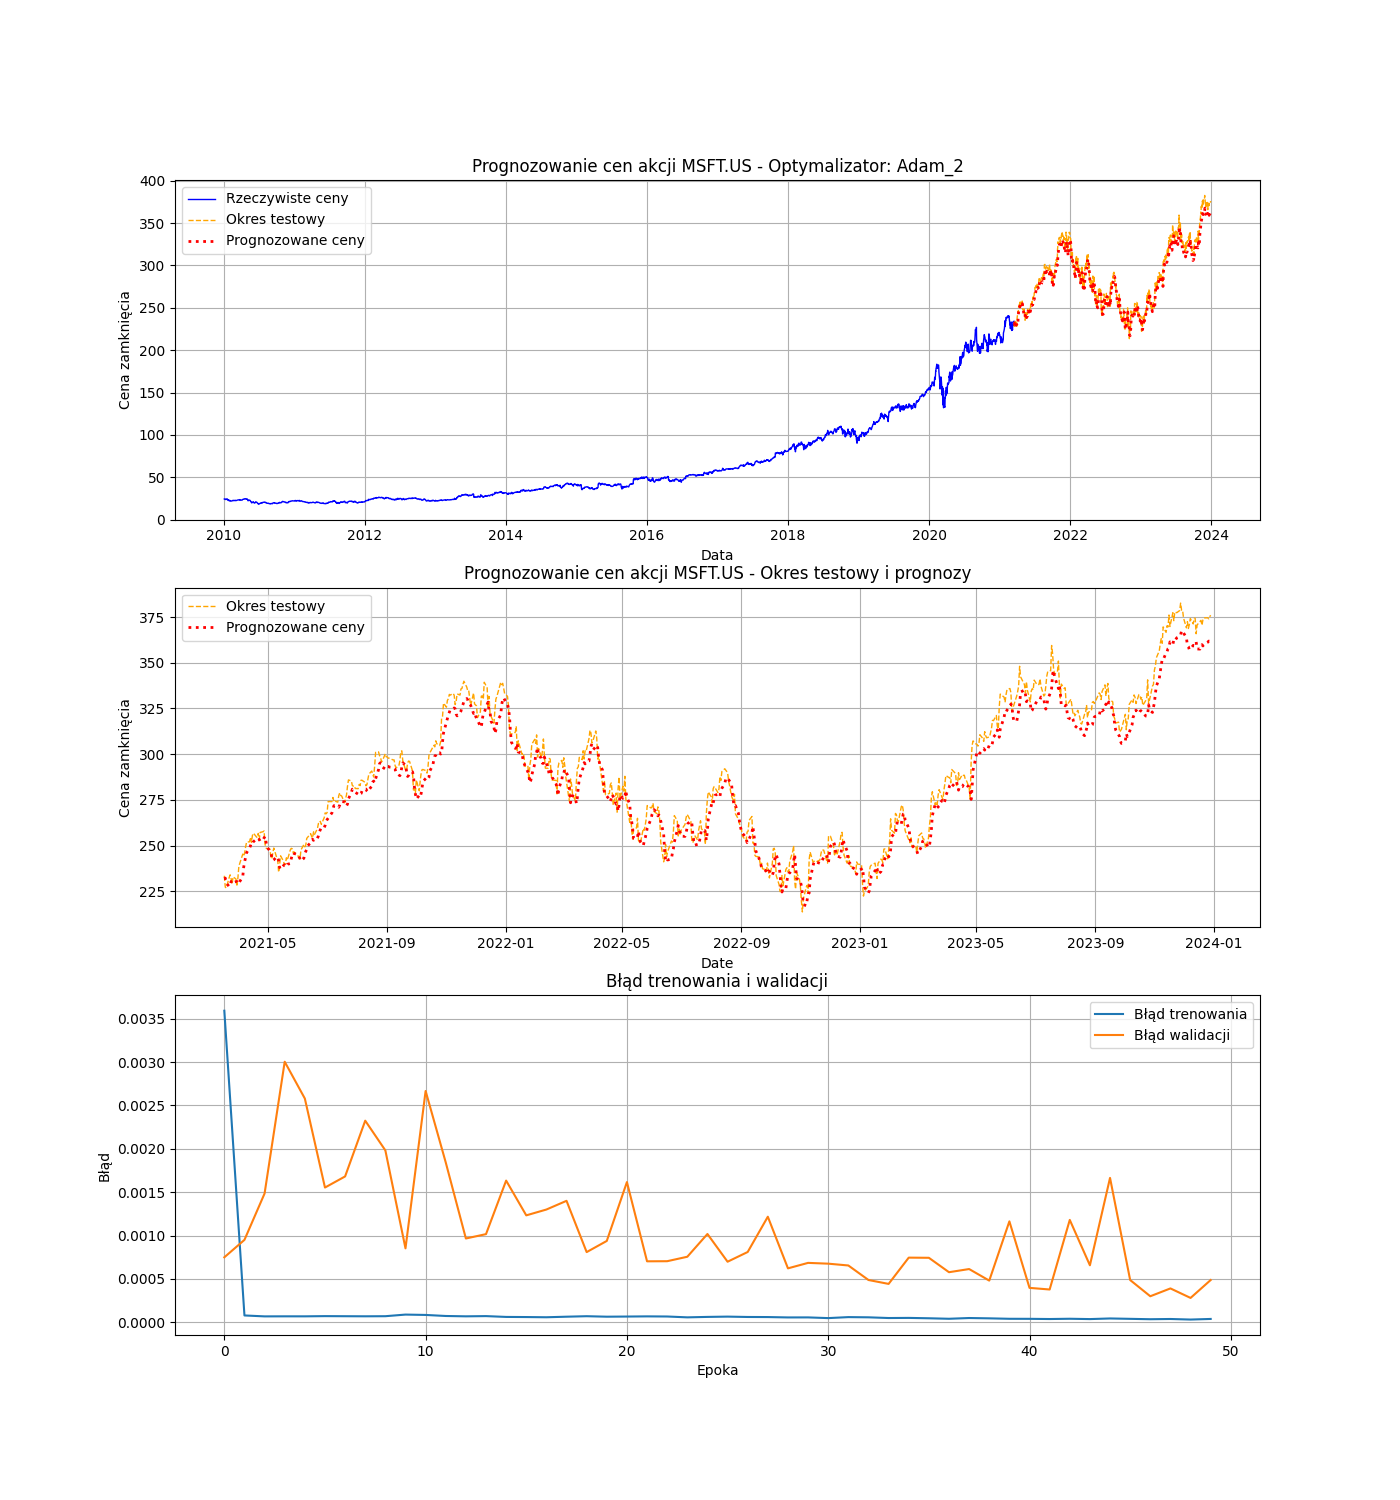 Prognozowanie cen akcji MSFT.US - Optymalizator: Adam_2
400
350
300
250
200
150
100
50
0
Cena zamknięcia
Rzeczywiste ceny
Okres testowy
Prognozowane ceny
2010 2012 2014 2016 2018 2020 2022 2024
Data
Prognozowanie cen akcji MSFT.US - Okres testowy i prognozy
375
350
325
300
275
250
225
Cena zamknięcia
Okres testowy
Prognozowane ceny
2021-05 2021-09 2022-01 2022-05 2022-09 2023-01 2023-05 2023-09 2024-01
Date
Błąd trenowania i walidacji
0.0035
0.0030
0.0025
0.0020
0.0015
0.0010
0.0005
0.0000
Błąd
Błąd trenowania
Błąd walidacji
0 10 20 30 40 50
Epoka